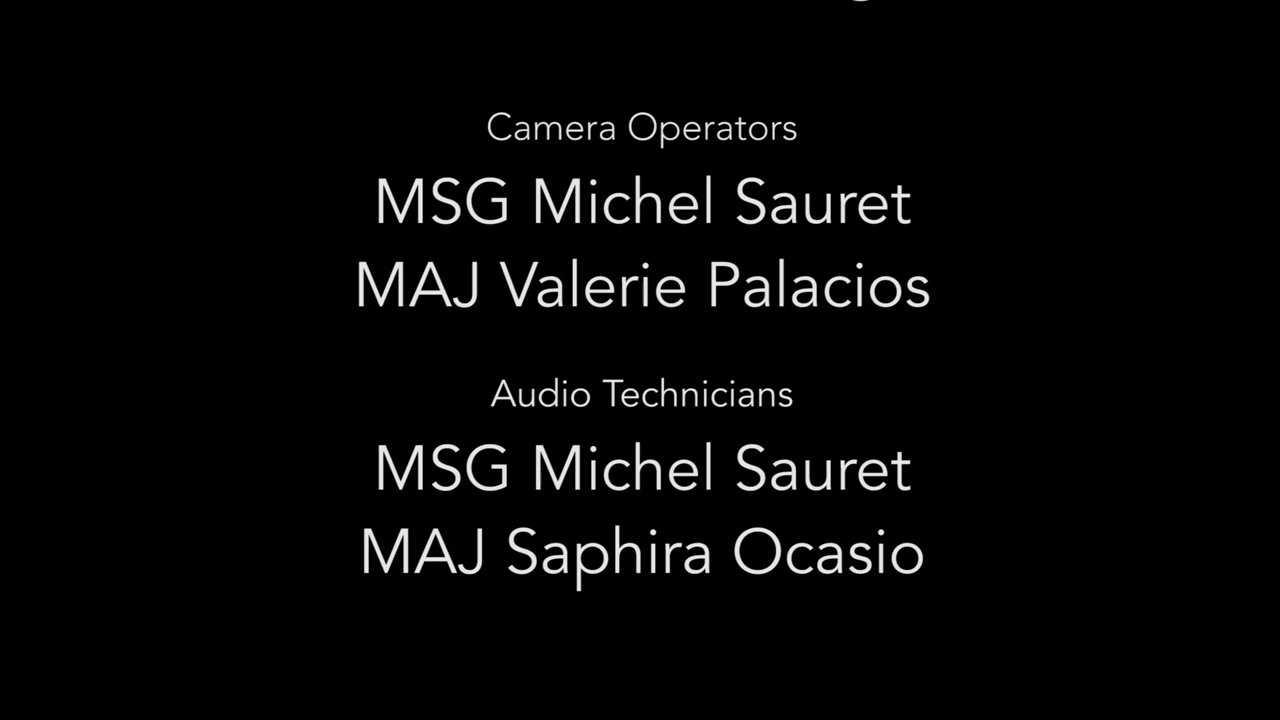 Camera Operators
MSG Michel Sauret
MAJ Valerie Palacios
Audio Technicians
MSG Michel Sauret
MAJ Saphira Ocasio